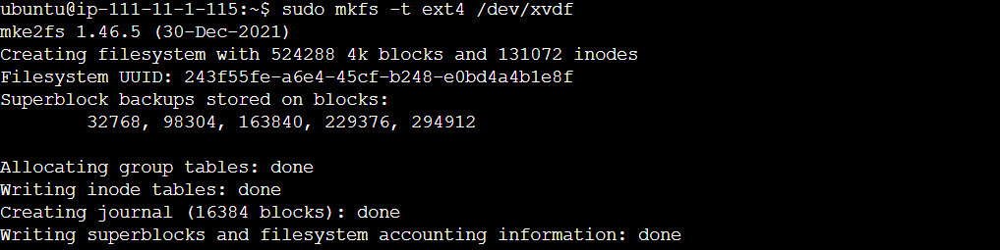 ubuntu@ip-111-11-1-115:~$ sudo mkfs -t ext4 /dev/xvdf
mke2fs 1.46.5 (30-Dec-2021)
Creating filesystem with 524288 4k blocks and 131072 inodes
Filesystem UUID: 243f55fe-a6e4-45cf-b248-e0bd4a4b1e8f
Superblock backups stored on blocks:
        32768, 98304, 163840, 229376, 294912

Allocating group tables: done
Writing inode tables: done
Creating journal (16384 blocks): done
Writing superblocks and filesystem accounting information: done